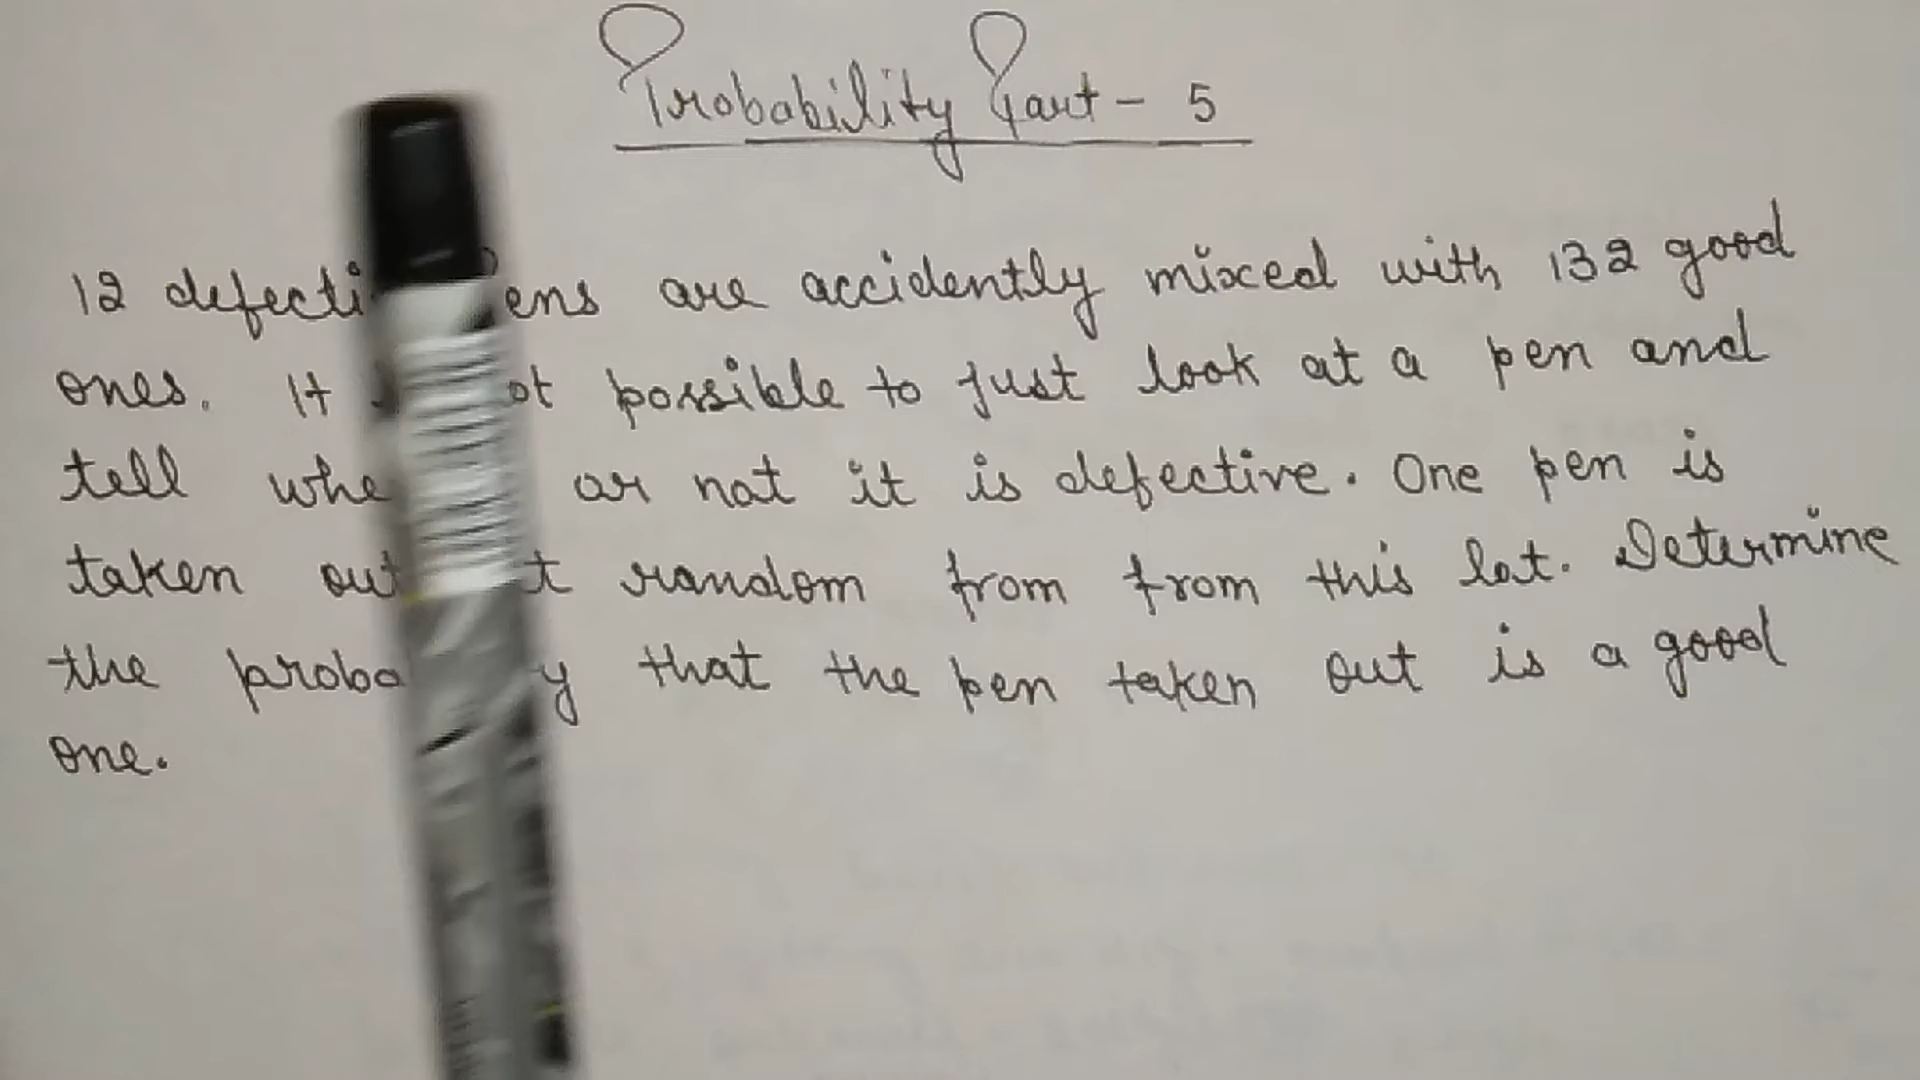 Probability Part - 5
12 defecti ens are accidently mixed with 132 good
ones. It ot possible to just look at a pen and
tell whe or not it is defective. One pen is
taken out t random from from this lot. Determine
the proba y that the pen taken out is a good
one.